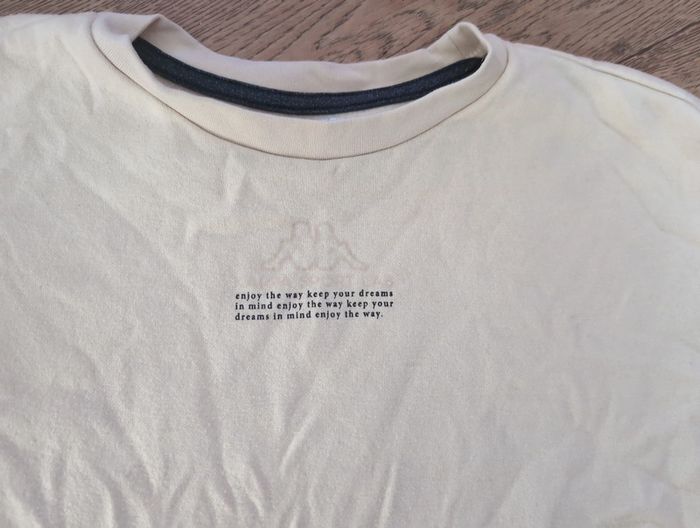 enjoy the way keep your dreams
in mind enjoy the way keep your
dreams in mind enjoy the way.